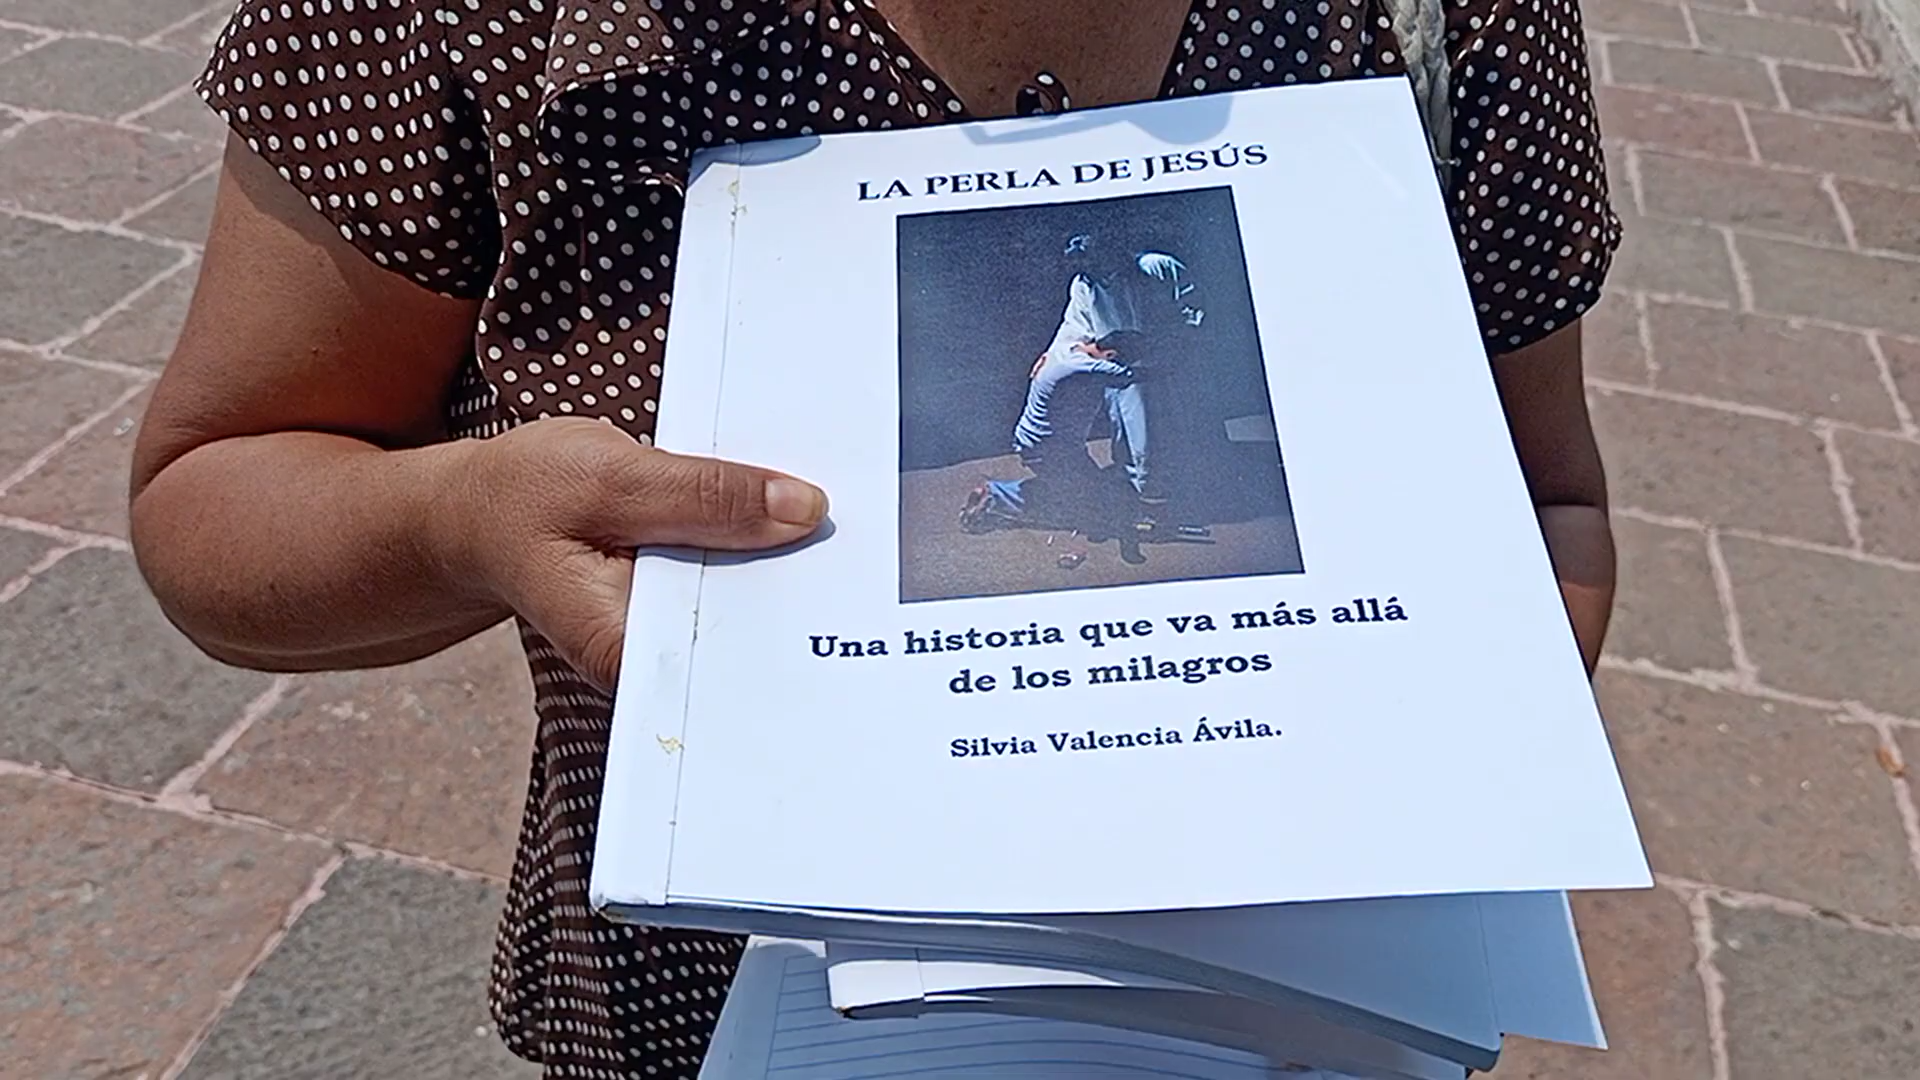 LA PERLA DE JESÚS
Una historia que va más allá
de los milagros
Silvia Valencia Ávila.